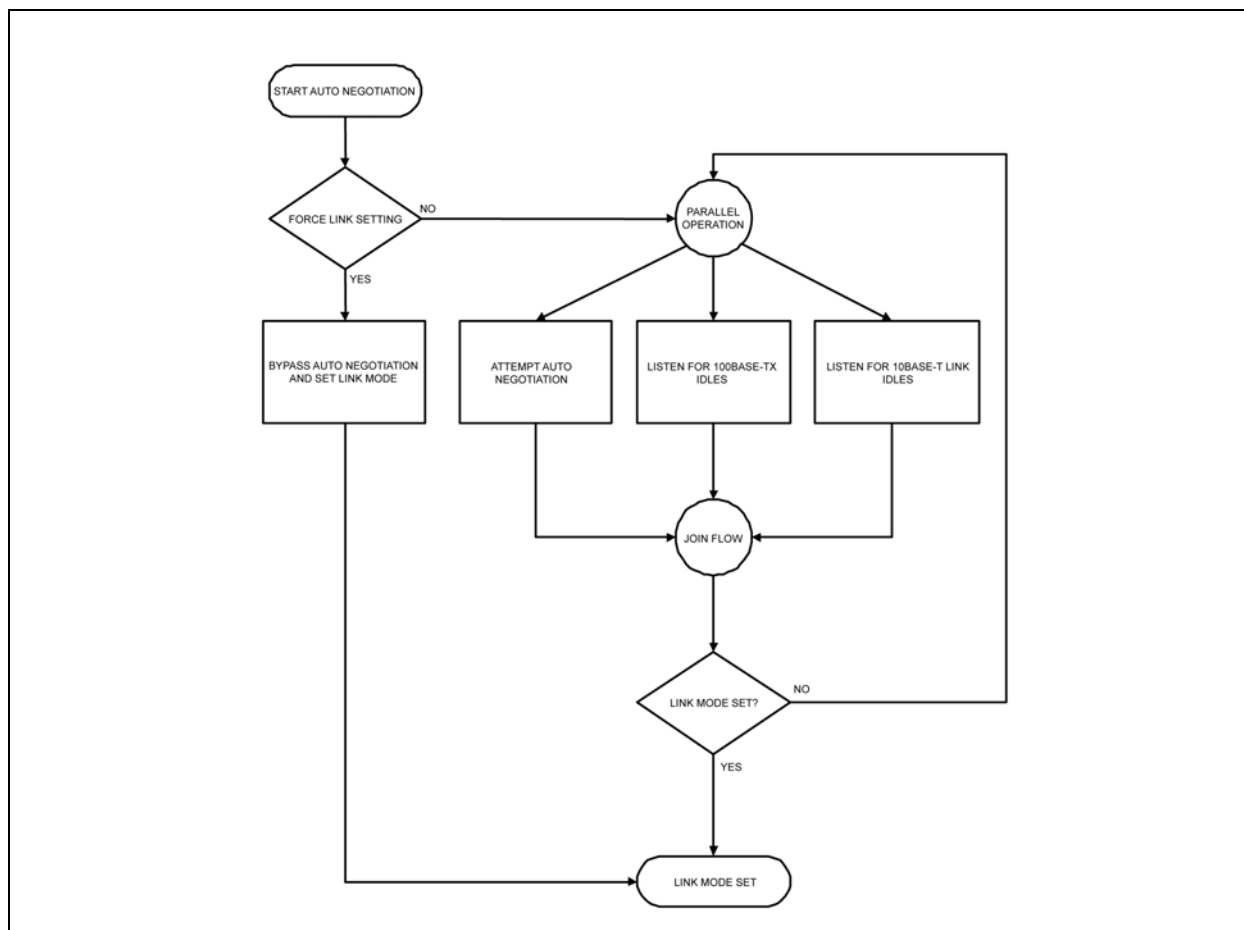 START AUTO NEGOTIATION
FORCE LINK SETTING
NO
YES
PARALLEL
OPERATION
BYPASS AUTO NEGOTIATION
AND SET LINK MODE
ATTEMPT AUTO
NEGOTIATION
LISTEN FOR 100BASE-TX
IDLES
LISTEN FOR 10BASE-T LINK
IDLES
JOIN FLOW
LINK MODE SET?
NO
YES
LINK MODE SET